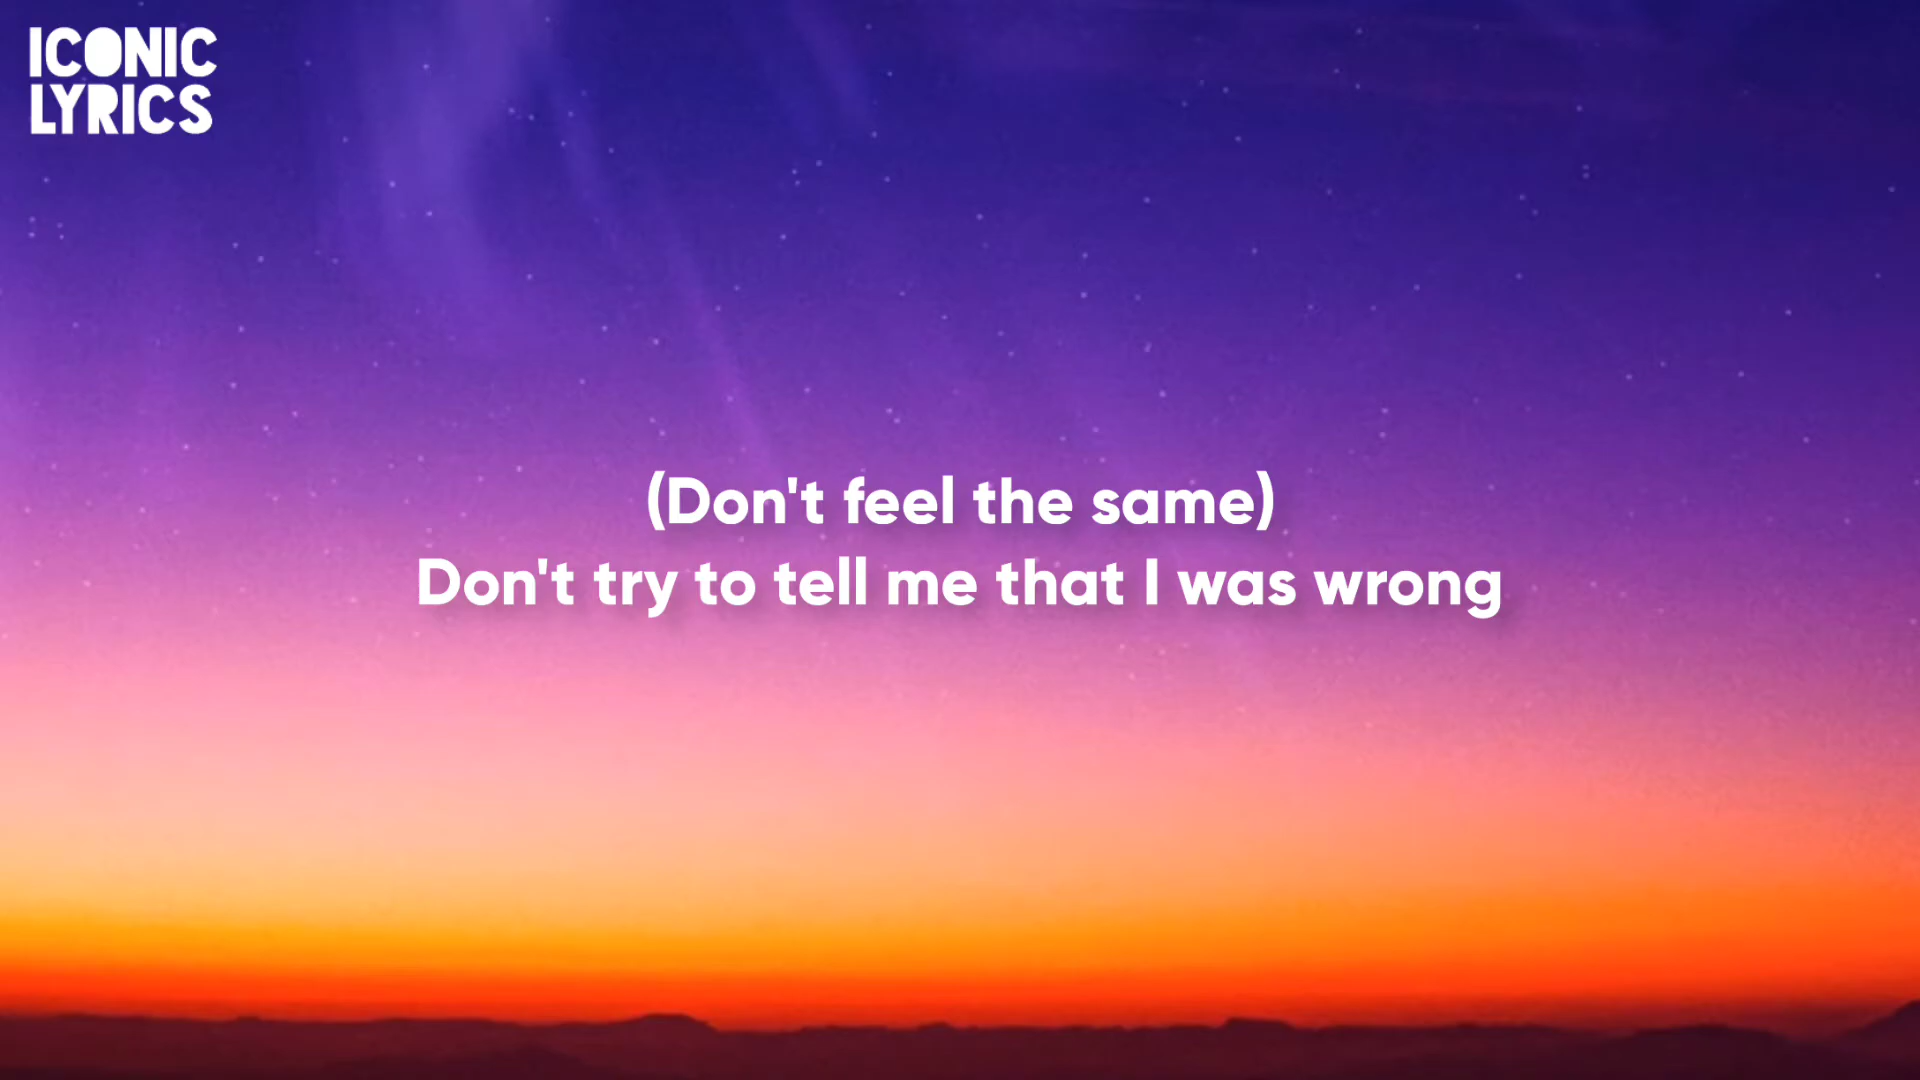 ICONIC
LYRICS
(Don't feel the same)
Don't try to tell me that I was wrong